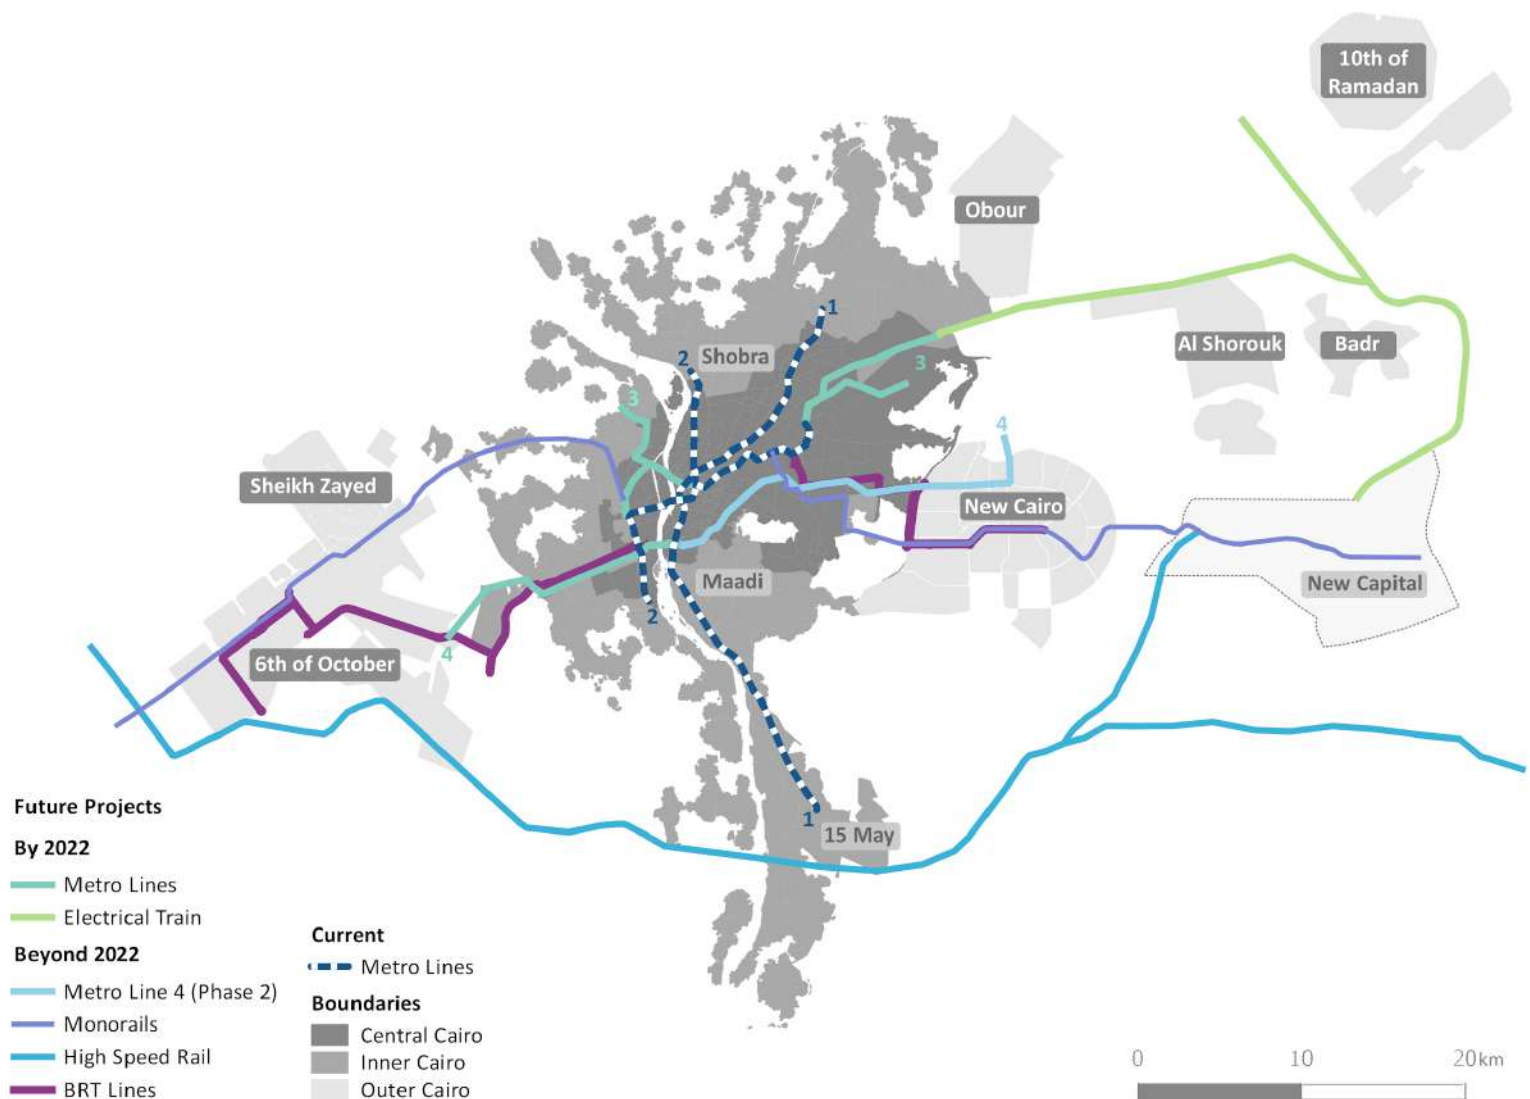 10th of
Ramadan
Obour
1
2
Shobra
3
3
Al Shorouk
Badr
4
Sheikh Zayed
New Cairo
Maadi
New Capital
2
4
6th of October
1
15 May
Future Projects
By 2022
Metro Lines
Electrical Train
Beyond 2022
Metro Line 4 (Phase 2)
Monorails
High Speed Rail
BRT Lines
Current
Metro Lines
Boundaries
Central Cairo
Inner Cairo
Outer Cairo
0 10 20km